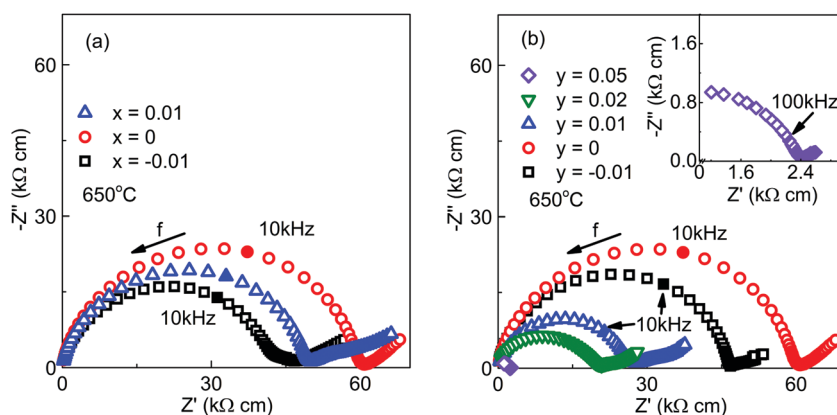 (a)
60
30
0
-Z" (kΩ cm)
x = 0.01
x = 0
x = -0.01
650°C
f
10kHz
10kHz
0
30
60
Z' (kΩ cm)
(b)
60
30
0
-Z" (kΩ cm)
y = 0.05
y = 0.02
y = 0.01
y = 0
y = -0.01
650°C
f
10kHz
10kHz
0
30
60
Z' (kΩ cm)
1.6
0.8
0.0
-Z" (kΩ cm)
100kHz
0
1.6
2.4
Z' (kΩ cm)